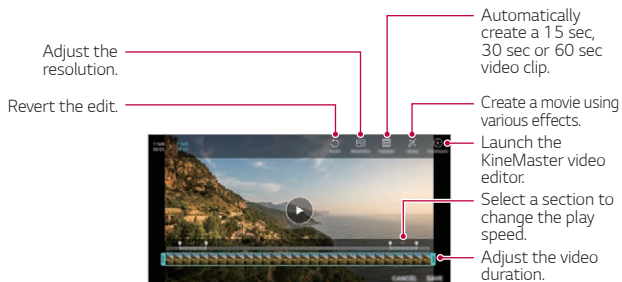 Automatically
create a 15 sec,
30 sec or 60 sec
video clip.
Adjust the
resolution.
Revert the edit.
Create a movie using
various effects.
Launch the
KineMaster video
editor.
Select a section to
change the play
speed.
Adjust the video
duration.
CANCEL SAVE